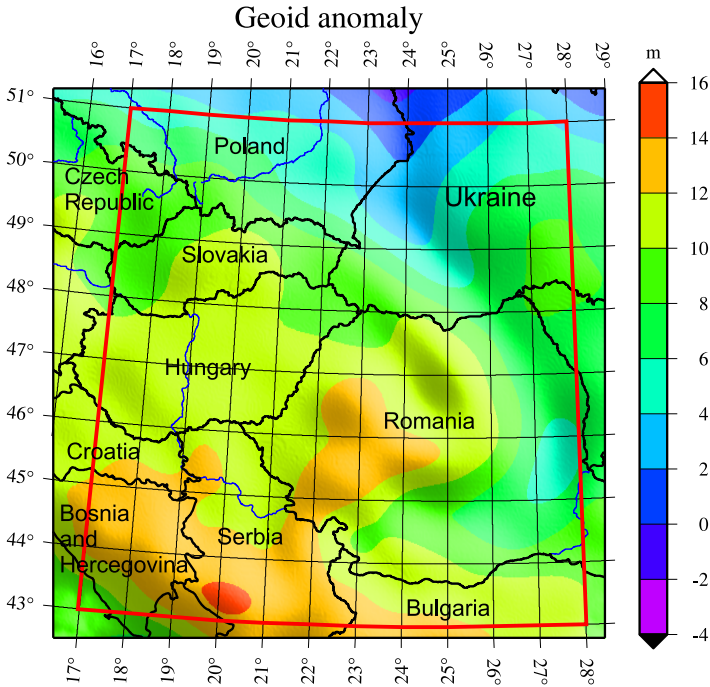 Geoid anomaly
16° 17° 18° 19° 20° 21° 22° 23° 24° 25° 26° 27° 28° 29°
m
51°
50°
49°
48°
47°
46°
45°
44°
43°
Poland
Czech
Republic
Ukraine
Slovakia
Hungary
Romania
Croatia
Bosnia
and
Hercegovina
Serbia
Bulgaria
17° 18° 19° 20° 21° 22° 23° 24° 25° 26° 27° 28°
16
14
12
10
8
6
4
2
0
-2
-4